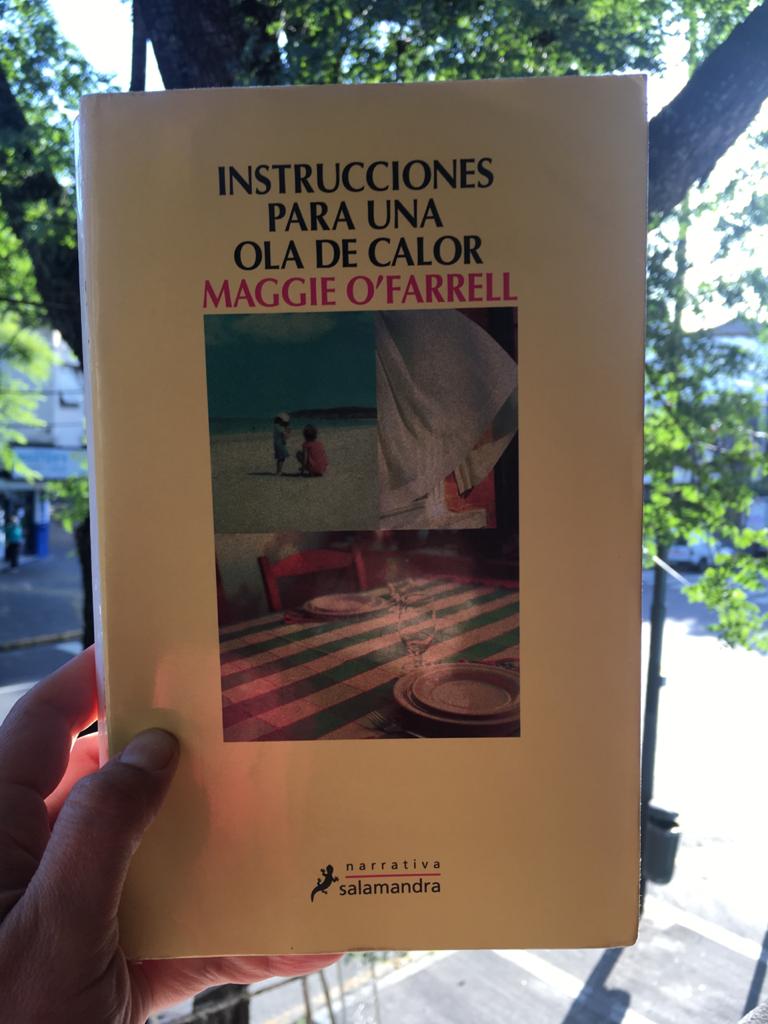 INSTRUCCIONES
PARA UNA
OLA DE CALOR
MAGGIE O'FARRELL
narrativa
salamandra